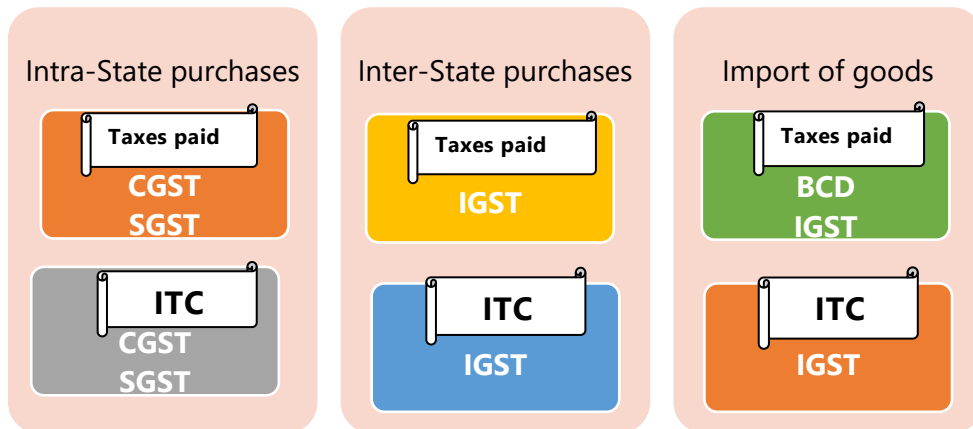 Intra-State purchases
Taxes paid
CGST
SGST
ITC
CGST
SGST
Inter-State purchases
Taxes paid
IGST
ITC
IGST
Import of goods
Taxes paid
BCD
IGST
ITC
IGST